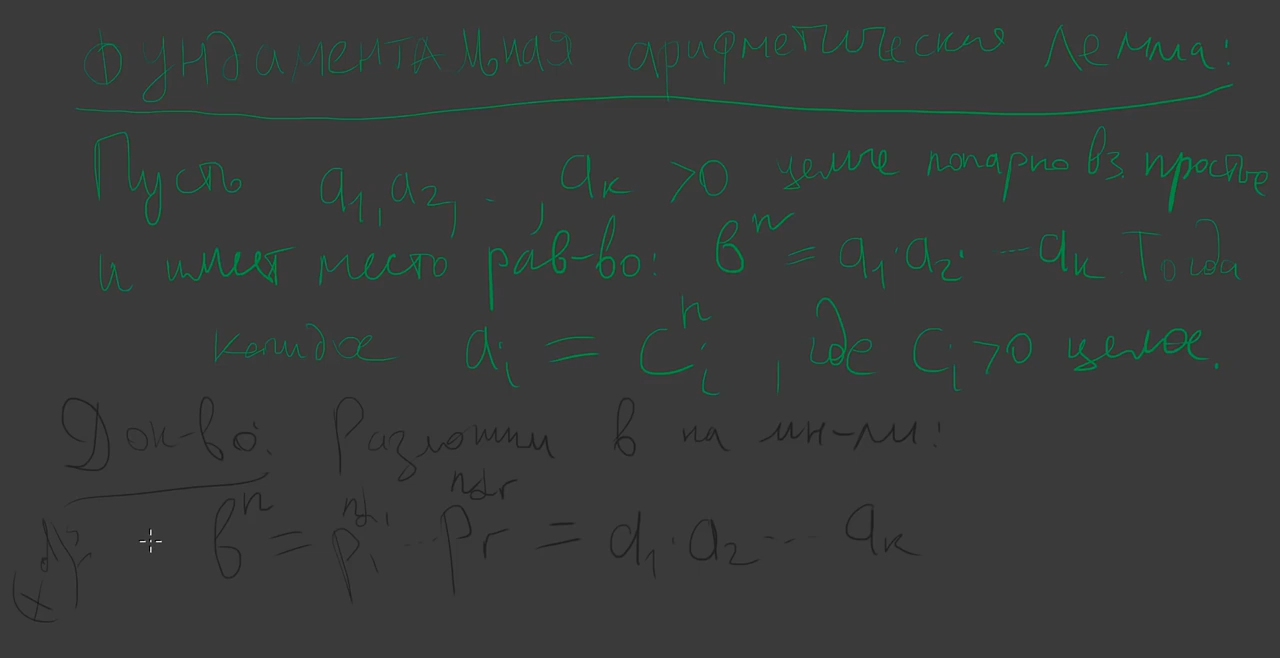 Фундаментальная арифметическая Лемма:
Пусть a₁, a₂, .., aₖ > 0 целые попарно вз. простые
и имеет место рав-во: bⁿ = a₁·a₂· ... aₖ. Тогда
каждое aᵢ = cᵢⁿ, где cᵢ > 0 целое.
Док-во: Разложим b на мн-ли:
bⁿ = p₁^(nα₁) ... pᵣ^(nαᵣ) = a₁·a₂ ... aₖ